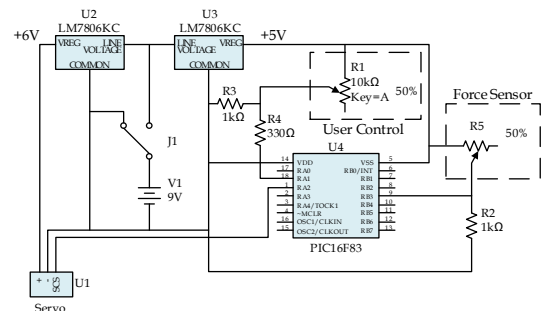 U2
LM7806KC
U3
LM7806KC
+6V
VREG
LINE
VOLTAGE
COMMON
LINE
VREG
VOLTAGE
COMMON
+5V
R1
10kΩ
Key=A
50%
User Control
Force Sensor
R5
50%
R3
1kΩ
R4
330Ω
J1
V1
9V
U4
14 VDD VSS 5
17 RA0 RB0/INT 6
18 RA1 RB1 7
1 RA2 RB2 8
2 RA3 RB3 9
3 RA4/TOCK1 RB4 10
4 ~MCLR RB5 11
16 OSC1/CLKIN RB6 12
15 OSC2/CLKOUT RB7 13
PIC16F83
R2
1kΩ
+
-
SCS
U1
Servo